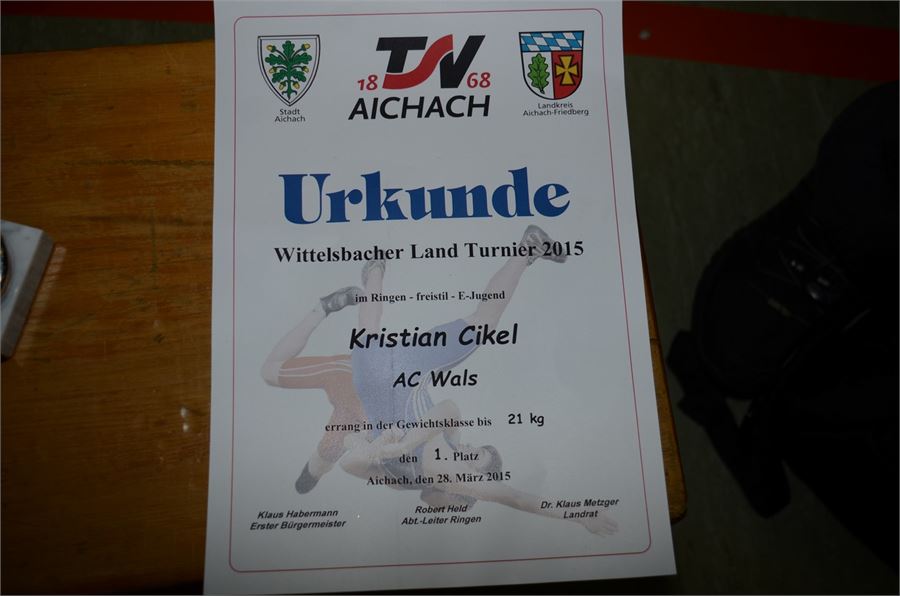 TSV
18 68
AICHACH
Stadt
Aichach
Landkreis
Aichach-Friedberg
Urkunde
Wittelsbacher Land Turnier 2015
im Ringen - freistil - E-Jugend
Kristian Cikel
AC Wals
errang in der Gewichtsklasse bis 21 kg
den 1. Platz
Aichach, den 28. März 2015
Klaus Habermann
Erster Bürgermeister
Robert Held
Abt.-Leiter Ringen
Dr. Klaus Metzger
Landrat